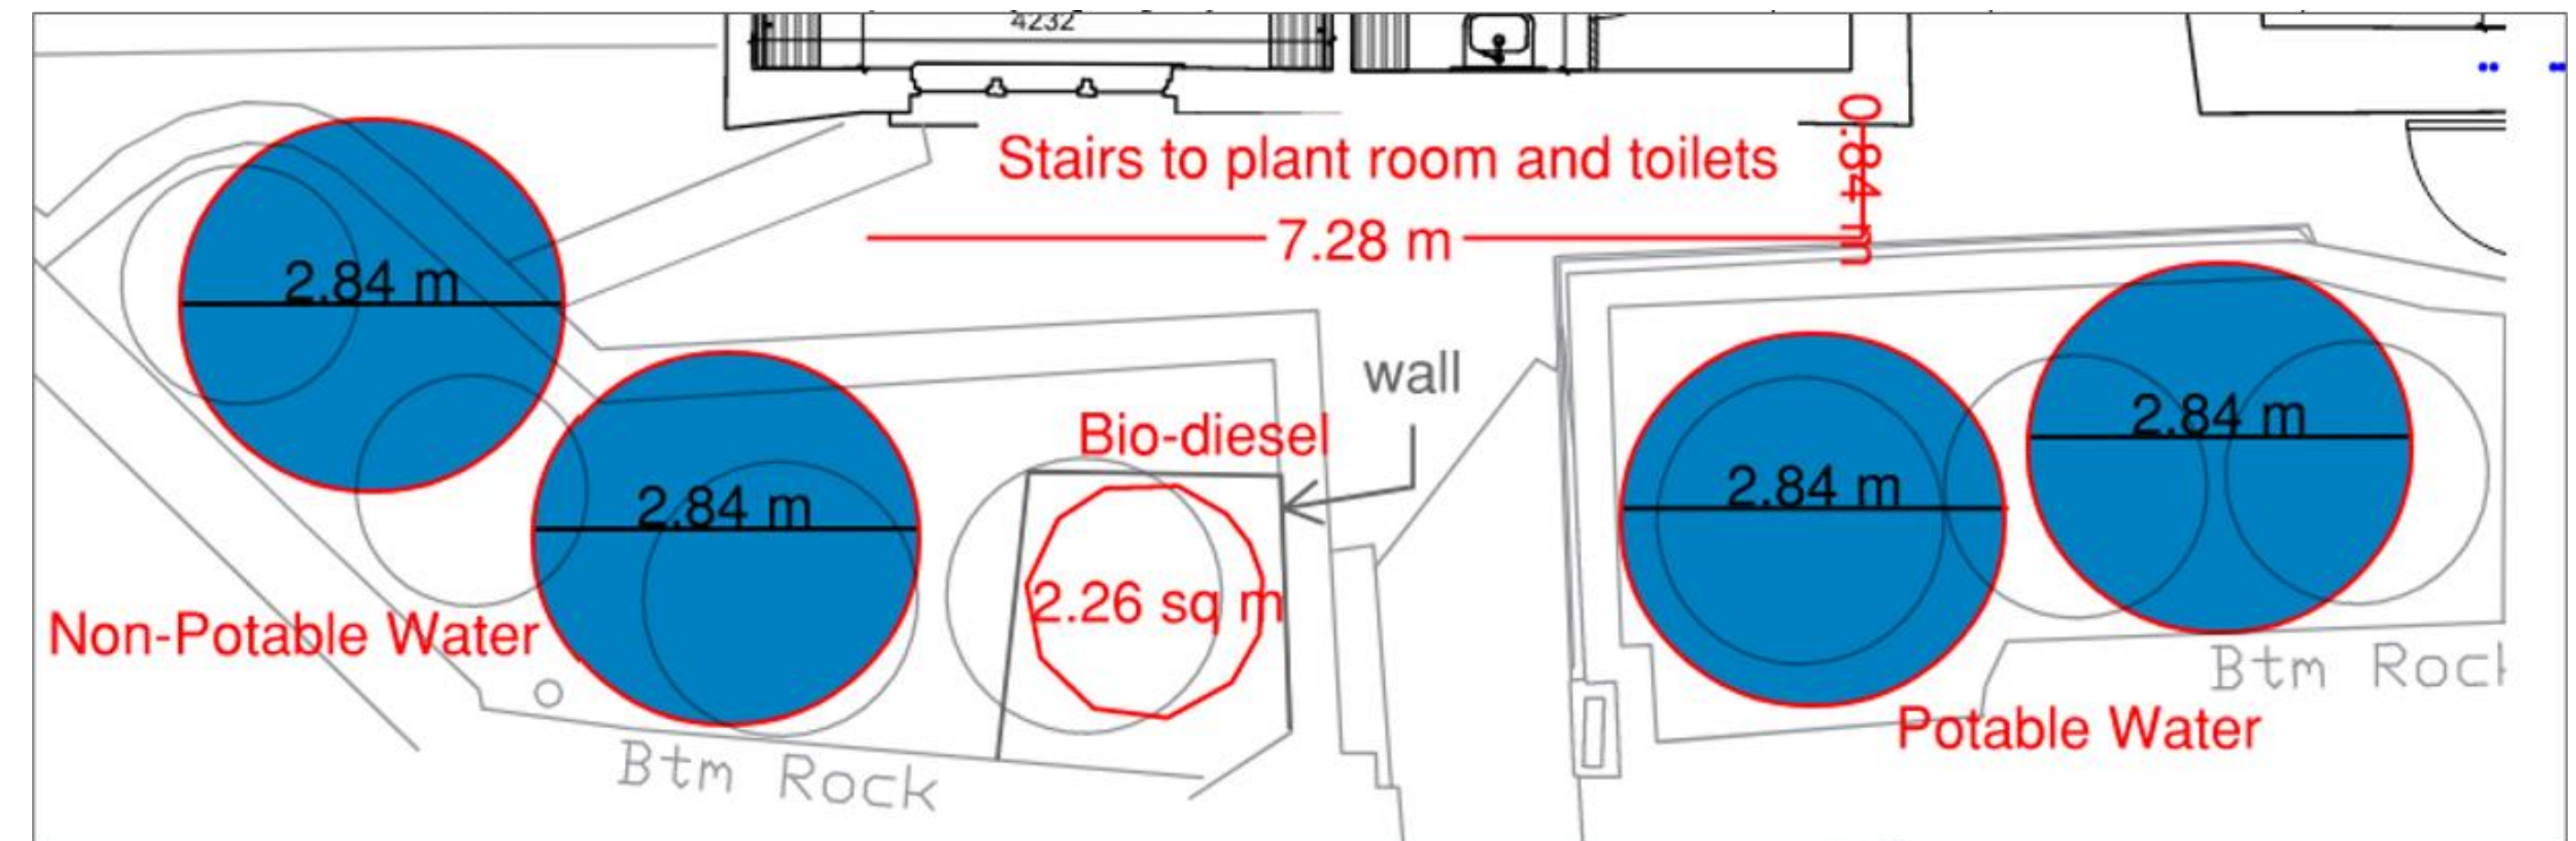 4232
Stairs to plant room and toilets
0.84 m
7.28 m
2.84 m
wall
Bio-diesel
2.84 m
2.84 m
2.84 m
2.26 sq m
Non-Potable Water
Btm
Potable Water
Btm Rock